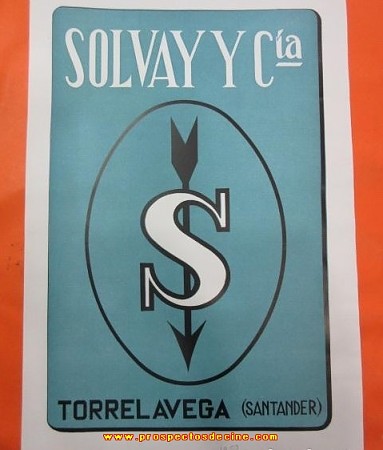 SOLVAY Y Cía
S
TORRELAVEGA (SANTANDER)
www.prospectosdecine.com